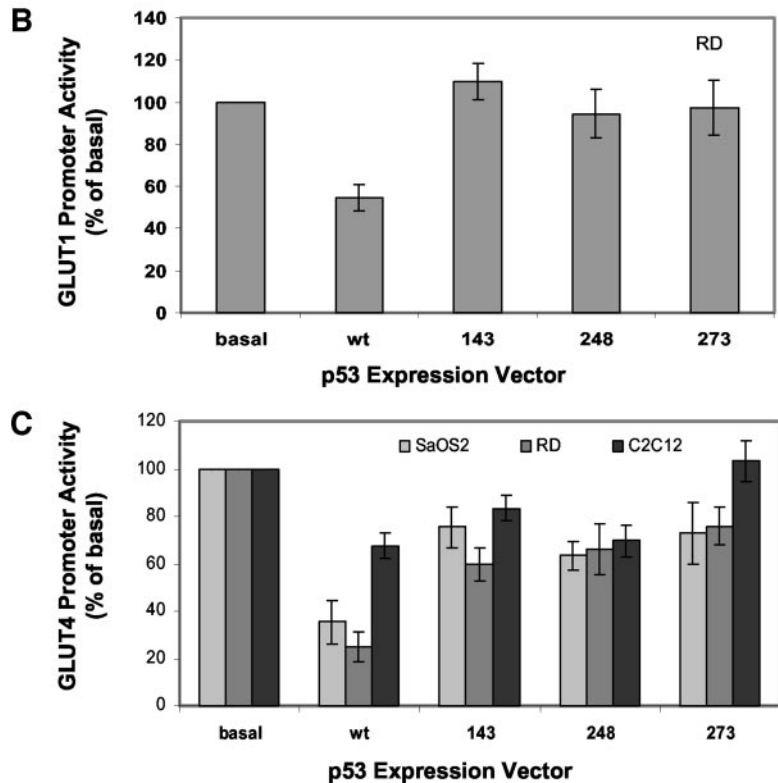 B
GLUT1 Promoter Activity
(% of basal)
140
120
100
80
60
40
20
0
RD
basal wt 143 248 273
p53 Expression Vector
C
GLUT4 Promoter Activity
(% of basal)
120
100
80
60
40
20
0
SaOS2 RD C2C12
basal wt 143 248 273
p53 Expression Vector